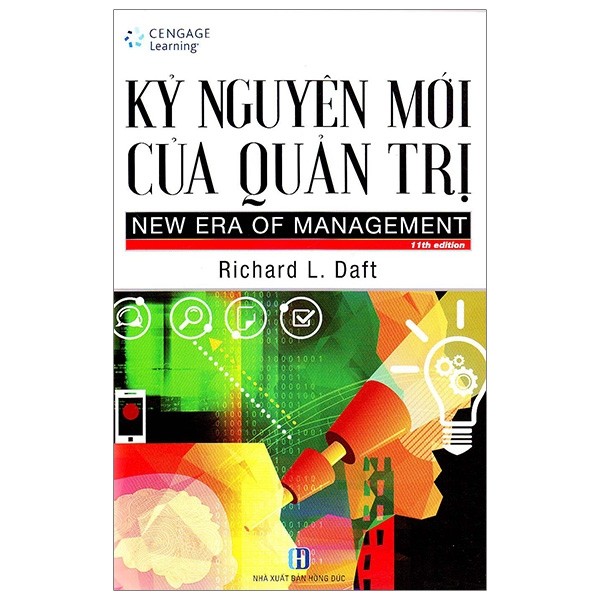 CENGAGE
Learning
KỶ NGUYÊN MỚI
CỦA QUẢN TRỊ
NEW ERA OF MANAGEMENT
11th edition
Richard L. Daft
H
NHÀ XUẤT BẢN HỒNG ĐỨC